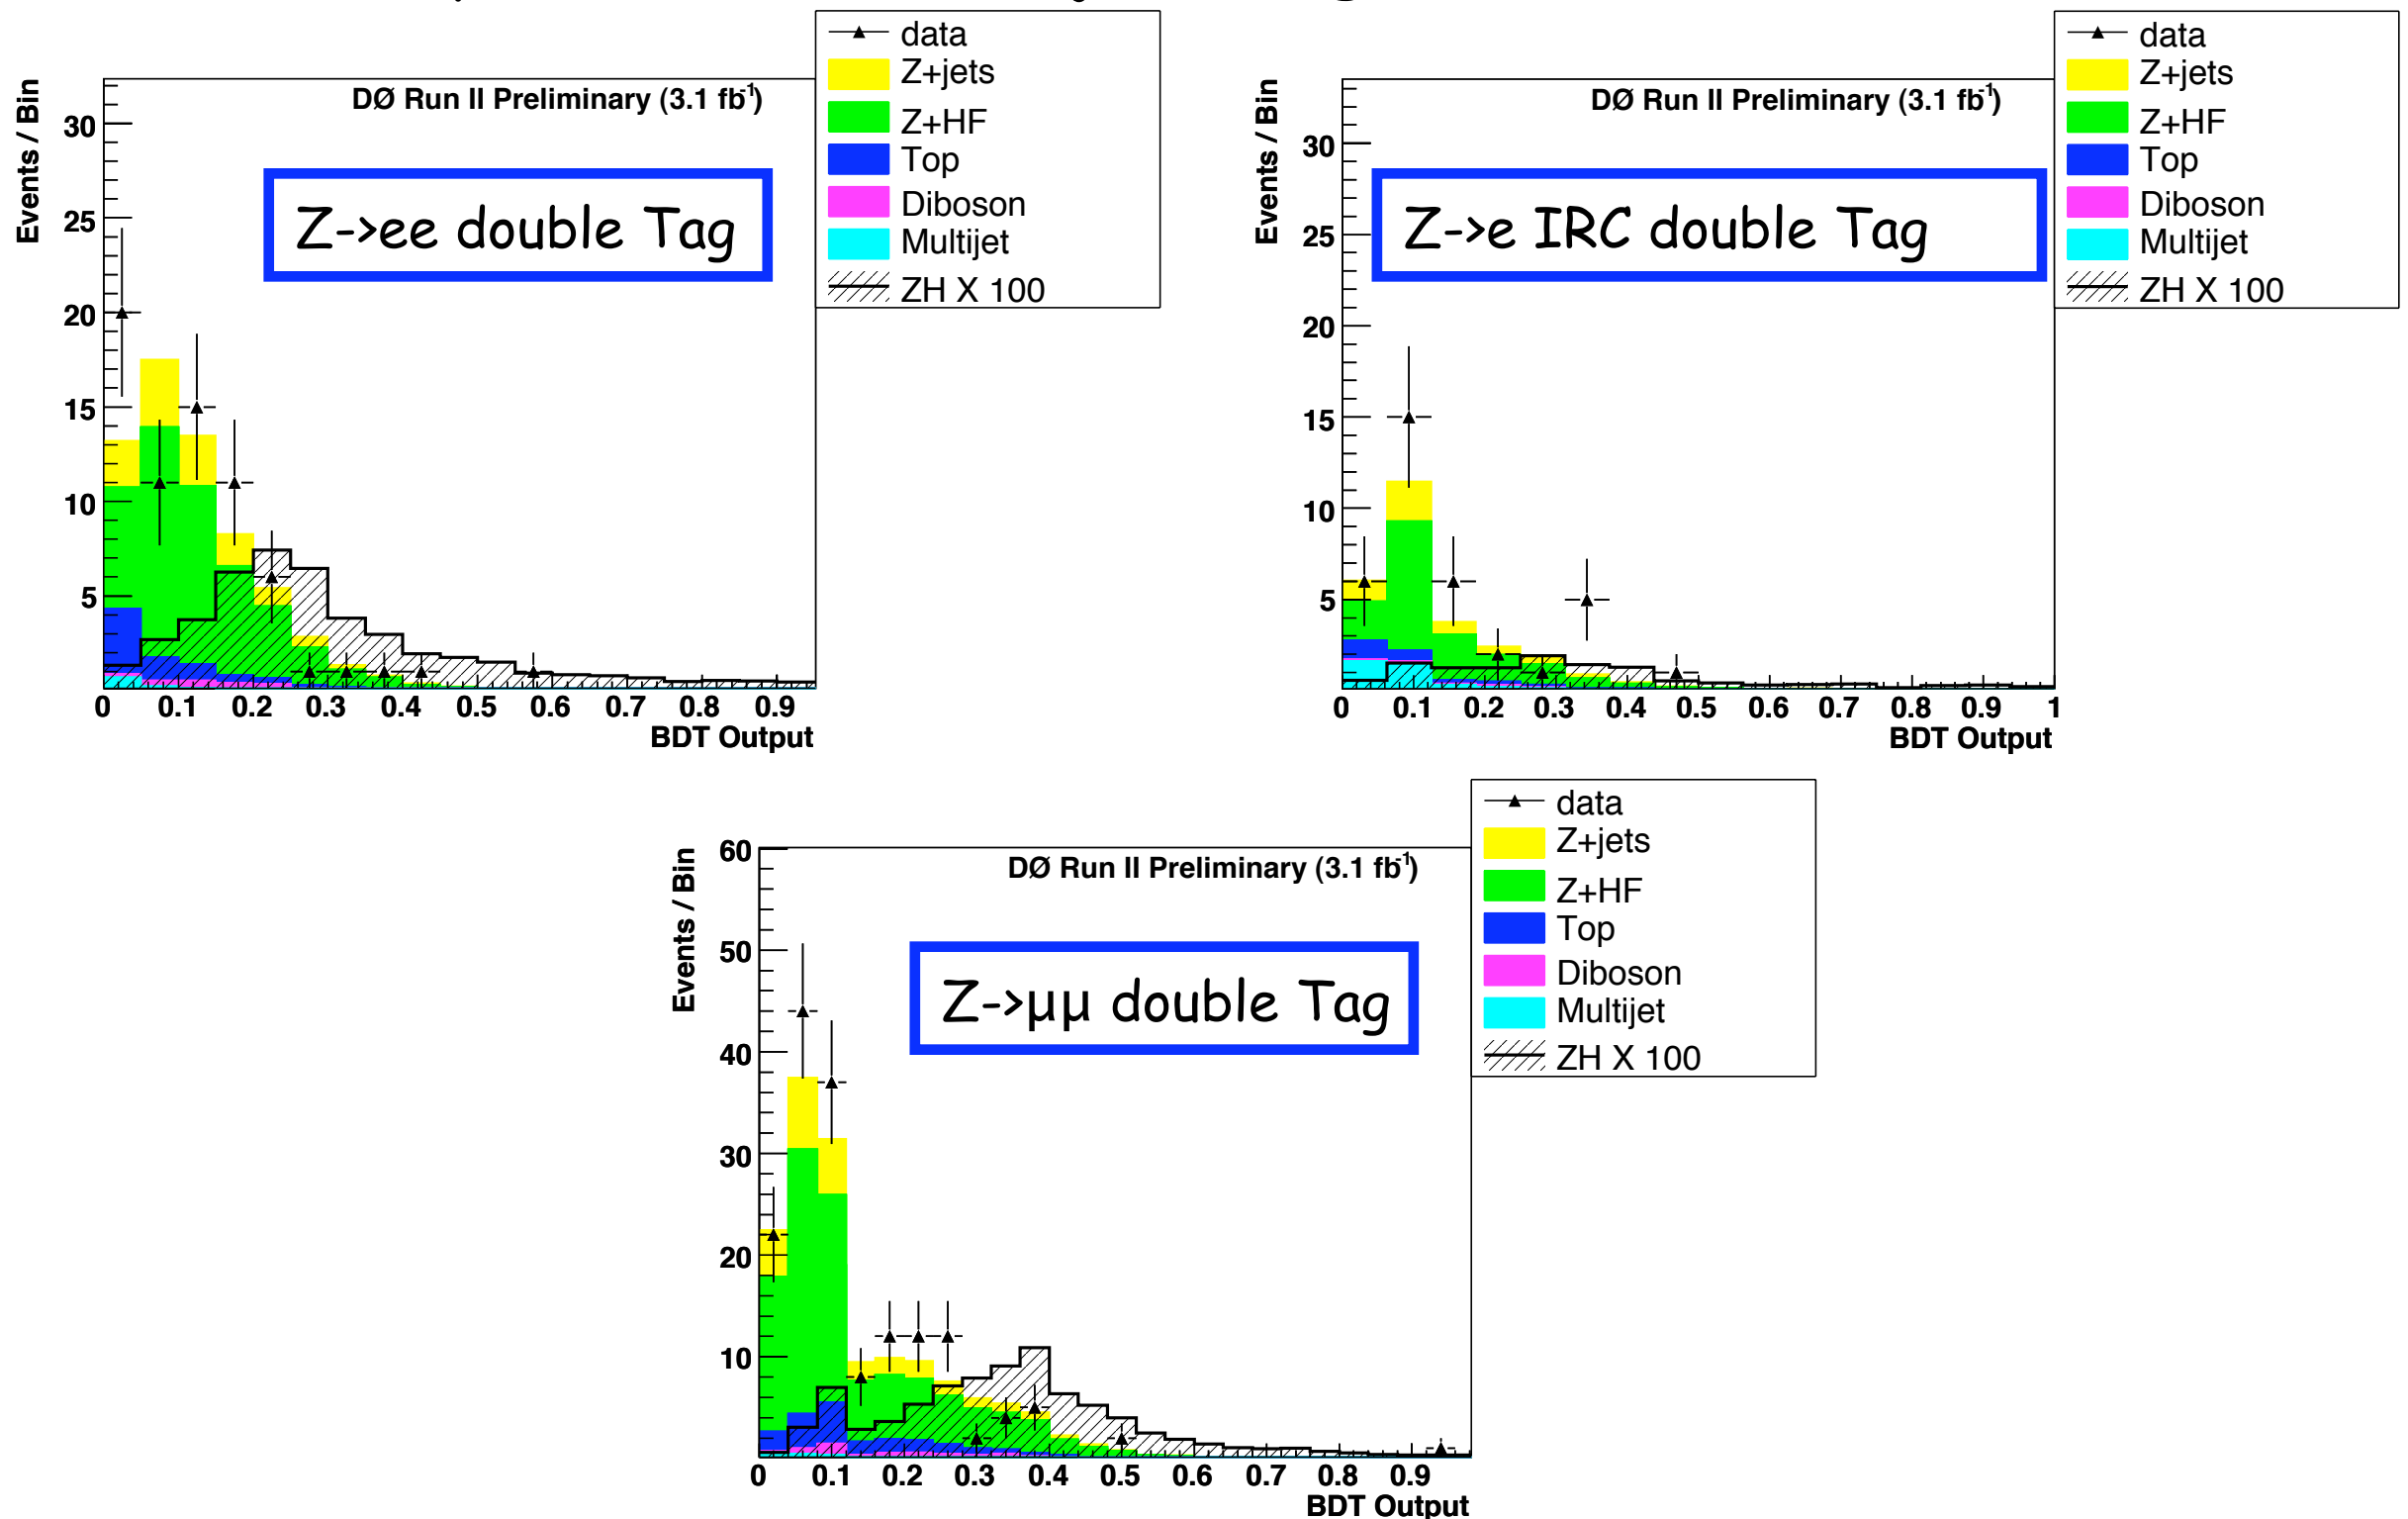 data
Z+jets
Z+HF
Top
Diboson
Multijet
ZH X 100
DØ Run II Preliminary (3.1 fb-1)
Z->ee double Tag
Events / Bin
30
25
20
15
10
5
0 0.1 0.2 0.3 0.4 0.5 0.6 0.7 0.8 0.9
BDT Output
data
Z+jets
Z+HF
Top
Diboson
Multijet
ZH X 100
DØ Run II Preliminary (3.1 fb-1)
Z->e IRC double Tag
Events / Bin
30
25
20
15
10
5
0 0.1 0.2 0.3 0.4 0.5 0.6 0.7 0.8 0.9 1
BDT Output
data
Z+jets
Z+HF
Top
Diboson
Multijet
ZH X 100
DØ Run II Preliminary (3.1 fb-1)
Z->μμ double Tag
Events / Bin
60
50
40
30
20
10
0 0.1 0.2 0.3 0.4 0.5 0.6 0.7 0.8 0.9
BDT Output